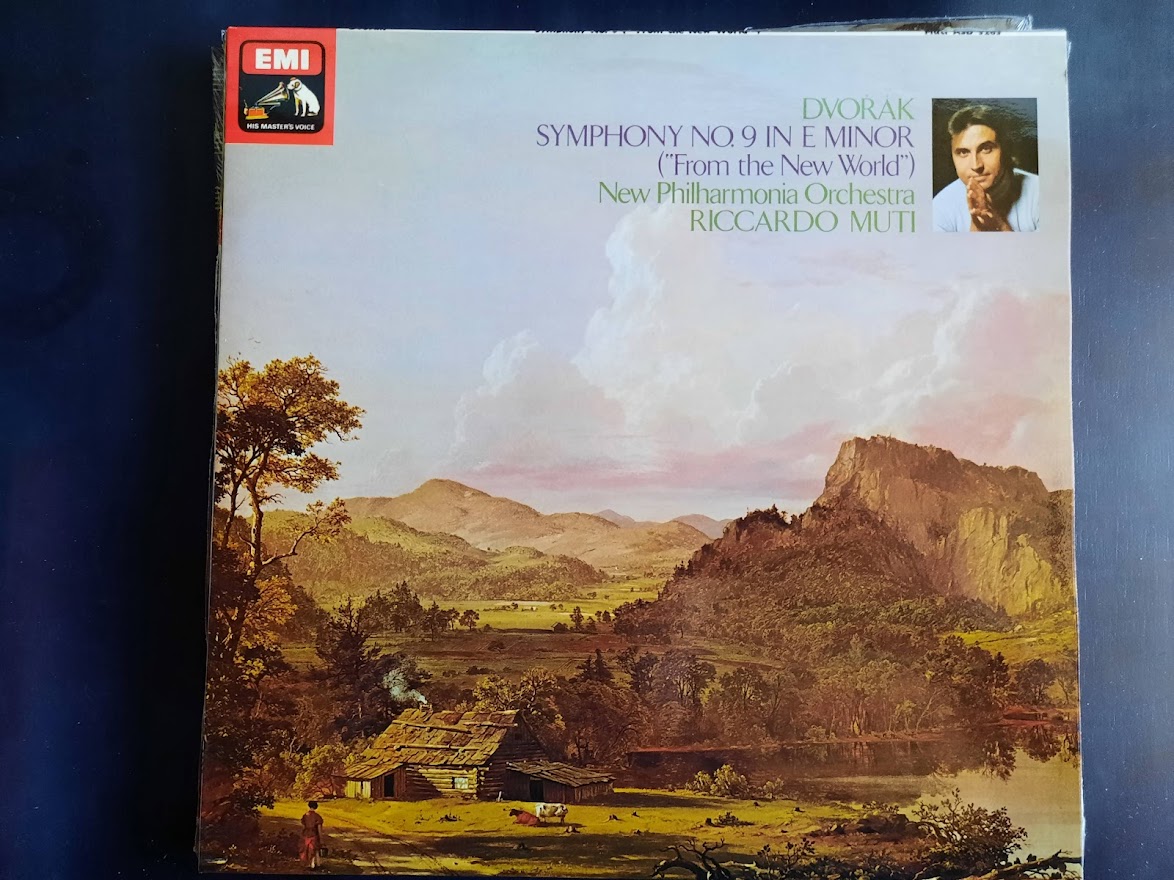 EMI
HIS MASTER'S VOICE
DVOŘÁK
SYMPHONY NO. 9 IN E MINOR
("From the New World")
New Philharmonia Orchestra
RICCARDO MUTI